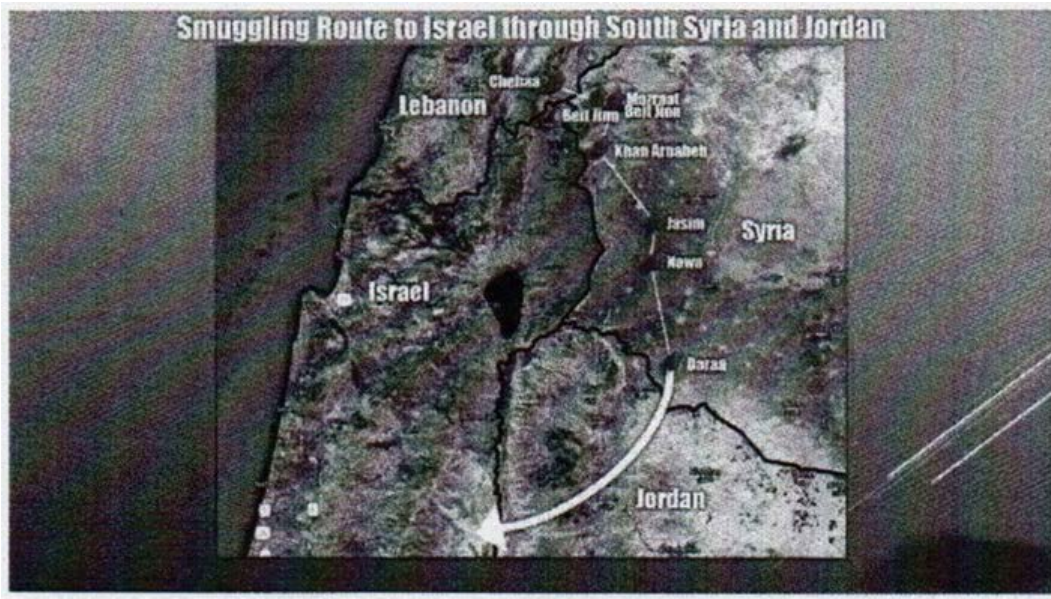 Smuggling Route to Israel through South Syria and Jordan
Chebaa
Lebanon
Mazraat
Beit Jinn
Beit Jinn
Khan Arnabeh
Jasim
Syria
Nawa
Israel
Daraa
Jordan